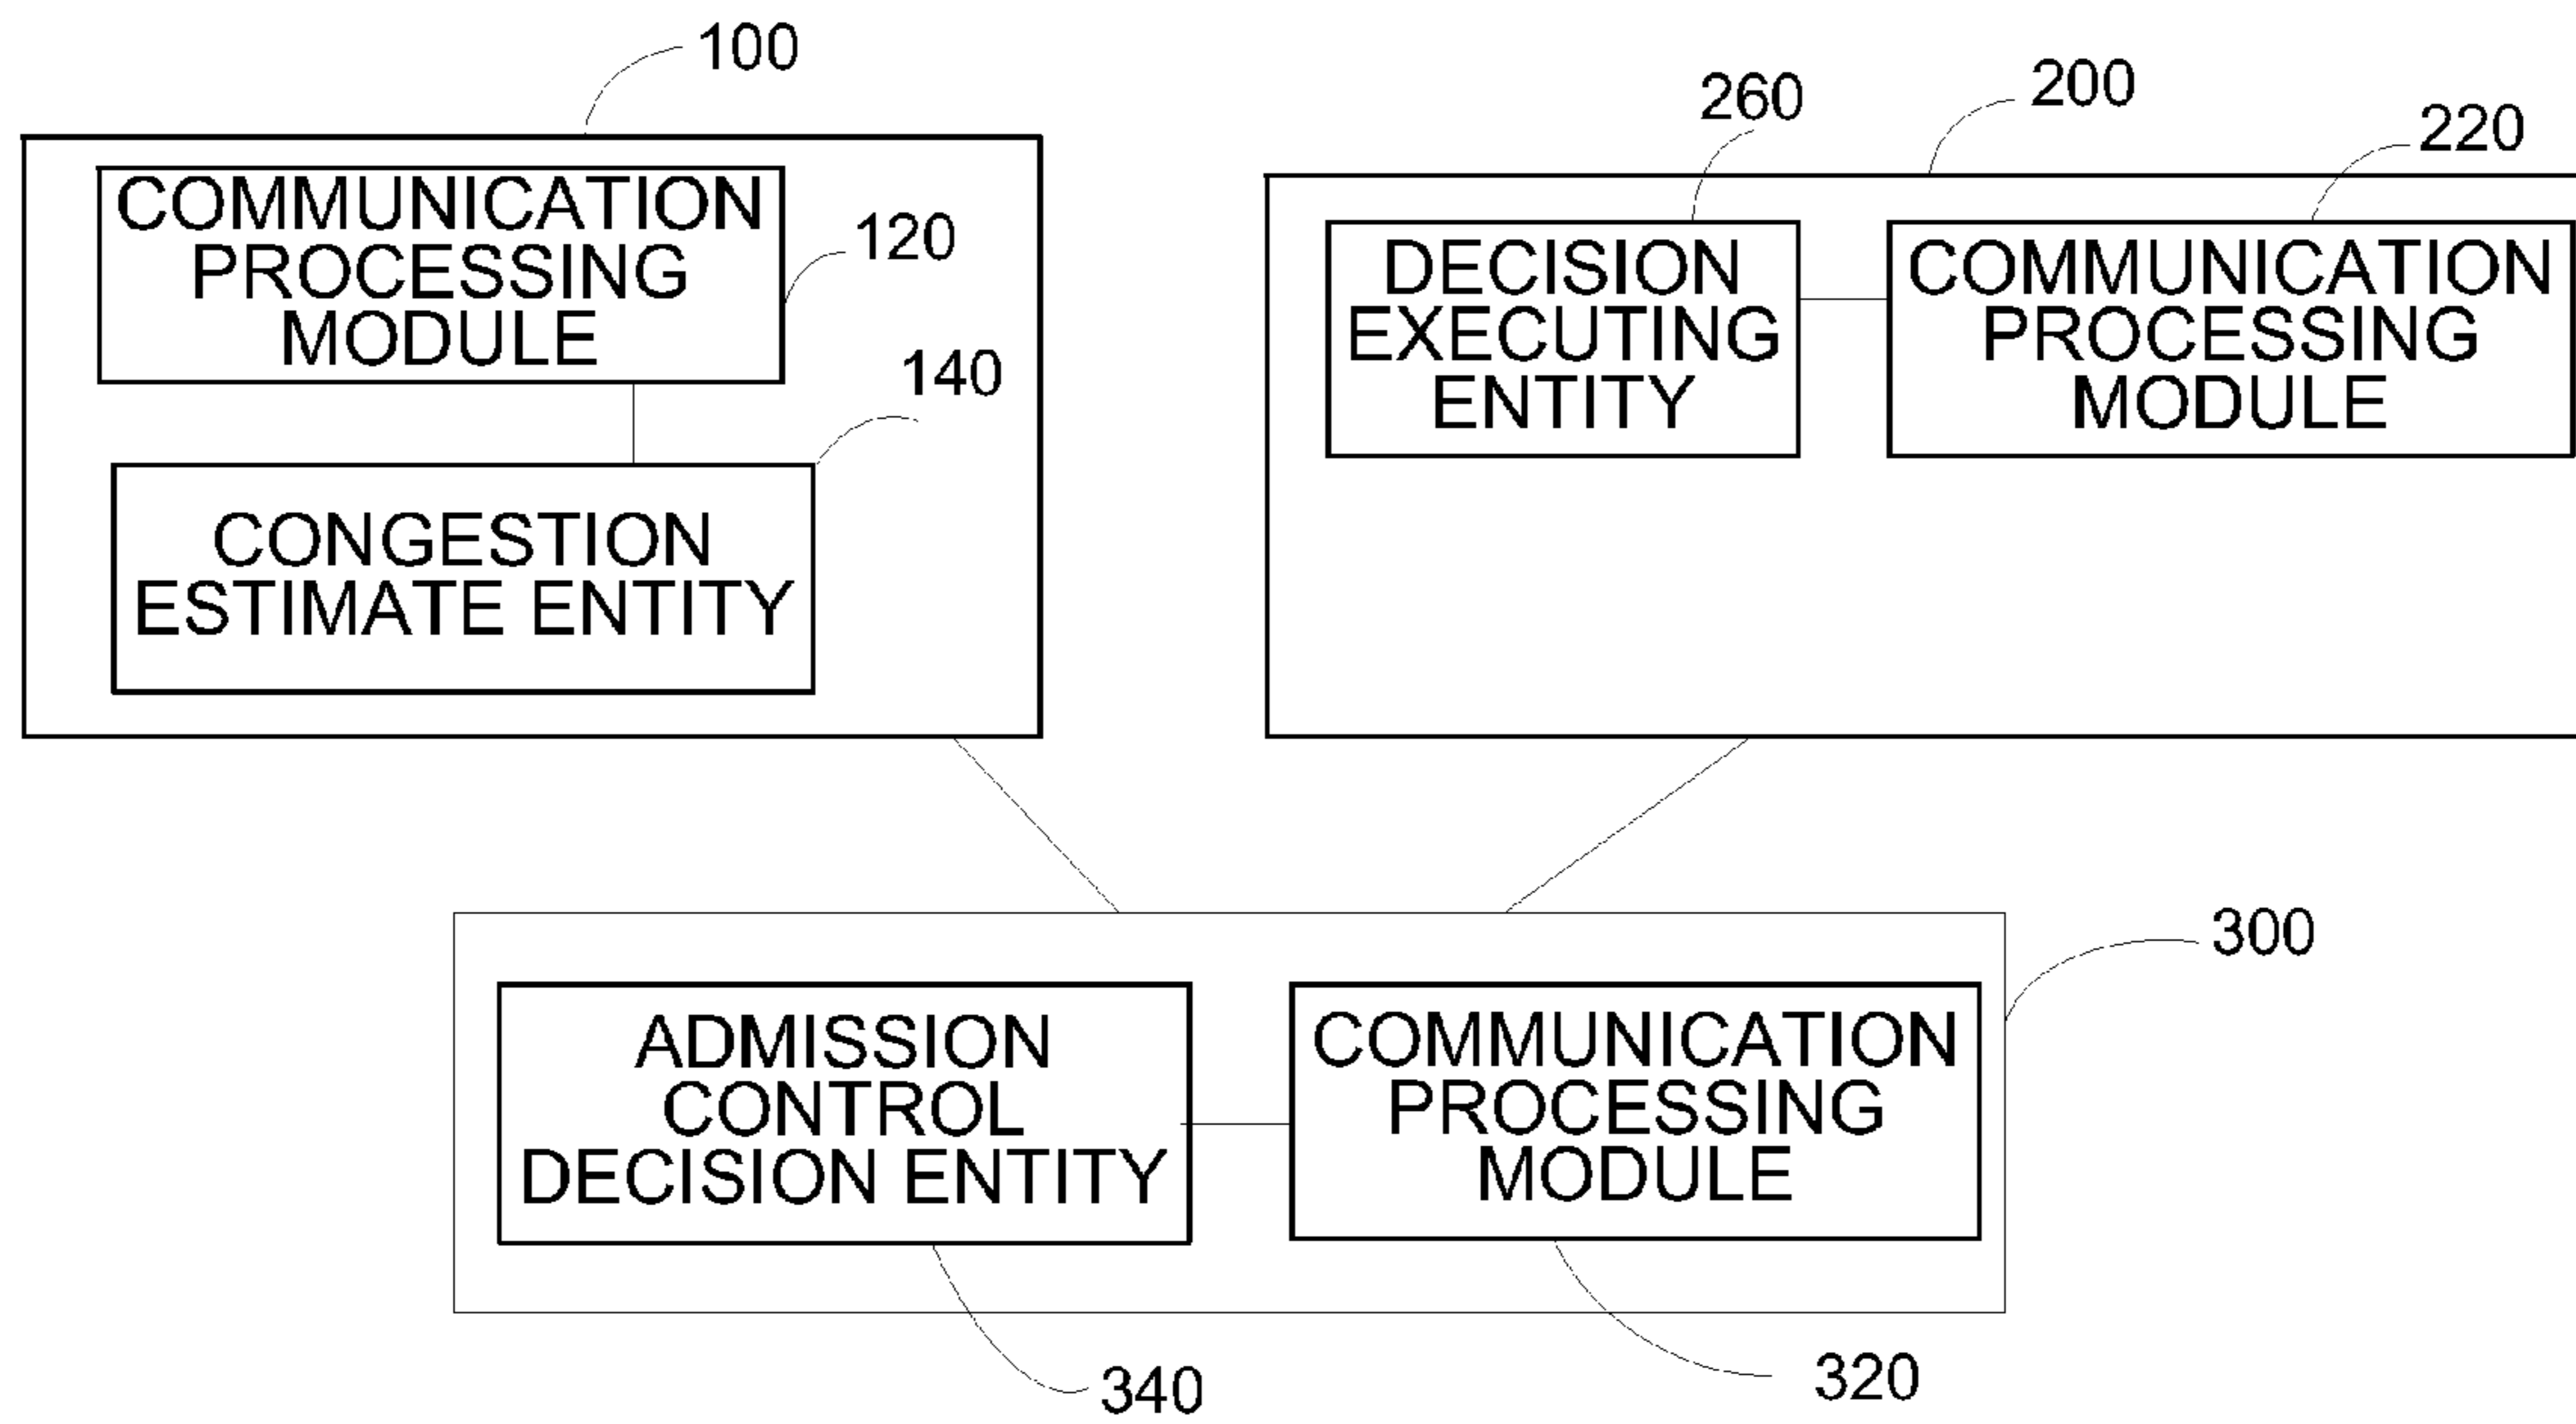 100
COMMUNICATION
PROCESSING
MODULE
120
140
CONGESTION
ESTIMATE ENTITY
260
200
220
DECISION
EXECUTING
ENTITY
COMMUNICATION
PROCESSING
MODULE
300
ADMISSION
CONTROL
DECISION ENTITY
COMMUNICATION
PROCESSING
MODULE
340
320